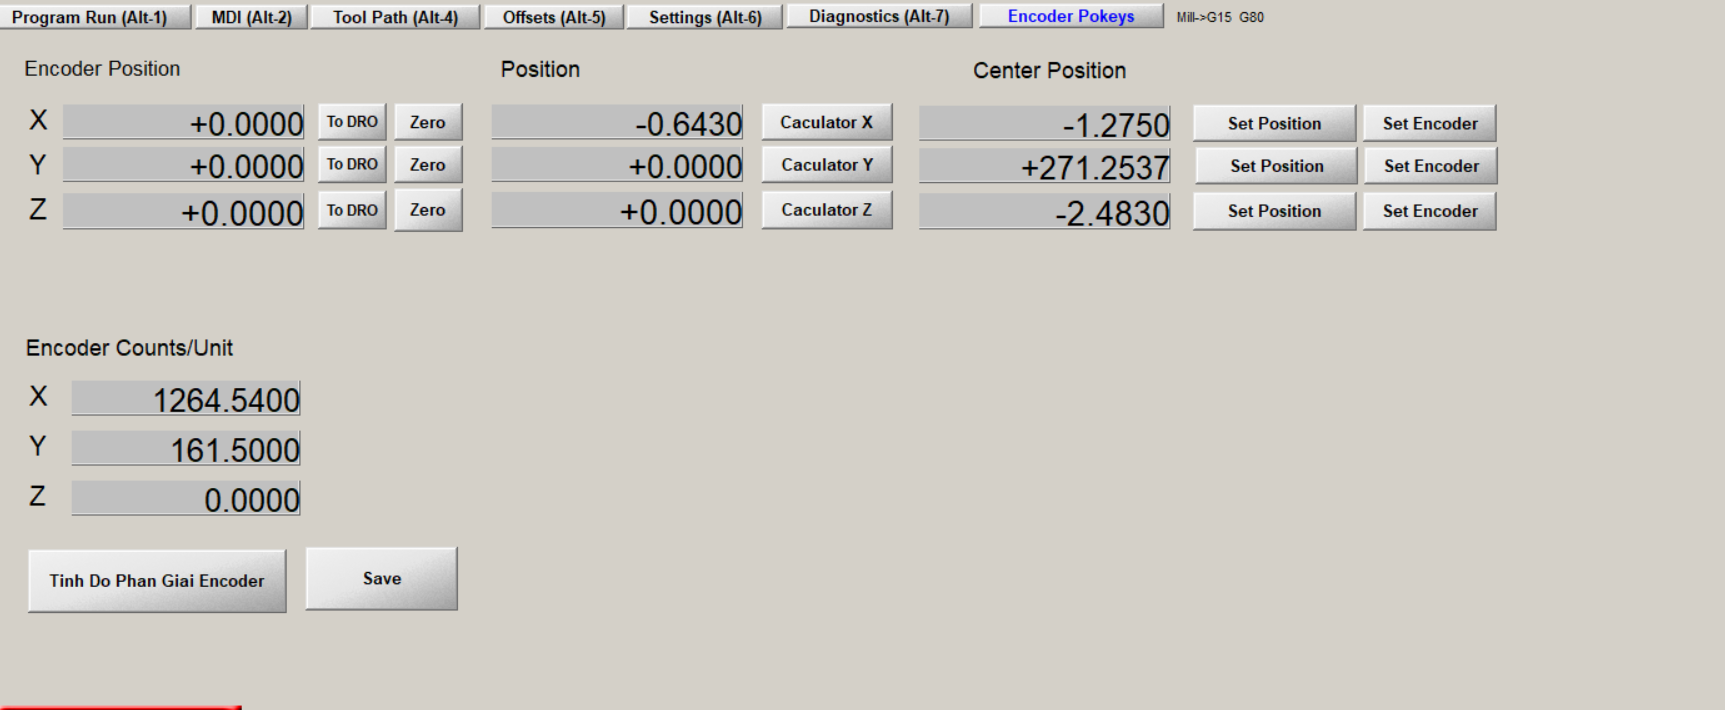 Program Run (Alt-1) MDI (Alt-2) Tool Path (Alt-4) Offsets (Alt-5) Settings (Alt-6) Diagnostics (Alt-7) Encoder Pokeys Mill->G15 G80
Encoder Position Position Center Position
X +0.0000 To DRO Zero -0.6430 Caculator X -1.2750 Set Position Set Encoder
Y +0.0000 To DRO Zero +0.0000 Caculator Y +271.2537 Set Position Set Encoder
Z +0.0000 To DRO Zero +0.0000 Caculator Z -2.4830 Set Position Set Encoder
Encoder Counts/Unit
X 1264.5400
Y 161.5000
Z 0.0000
Tinh Do Phan Giai Encoder Save